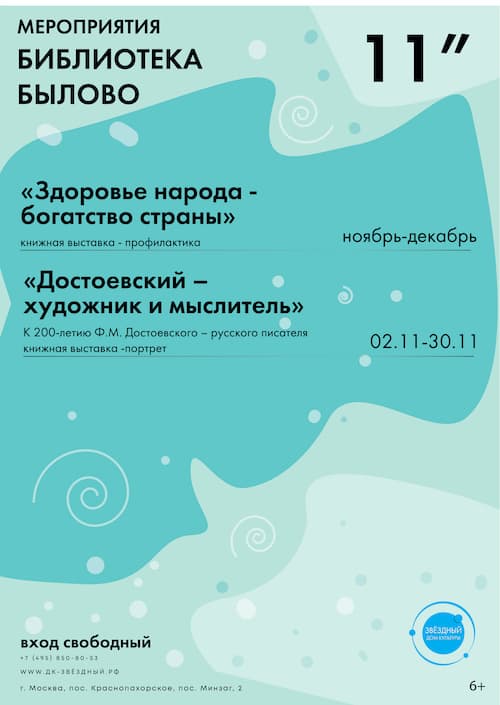 МЕРОПРИЯТИЯ
БИБЛИОТЕКА
БЫЛОВО
11”
«Здоровье народа -
богатство страны»
книжная выставка - профилактика
ноябрь-декабрь
«Достоевский –
художник и мыслитель»
К 200-летию Ф.М. Достоевского – русского писателя
книжная выставка -портрет
02.11-30.11
вход свободный
+7 (495) 850-80-53
WWW.ДК-ЗВЁЗДНЫЙ.РФ
г. Москва, пос. Краснопахорское, пос. Минзаг, 2
ЗВЁЗДНЫЙ
ДОМ КУЛЬТУРЫ
6+